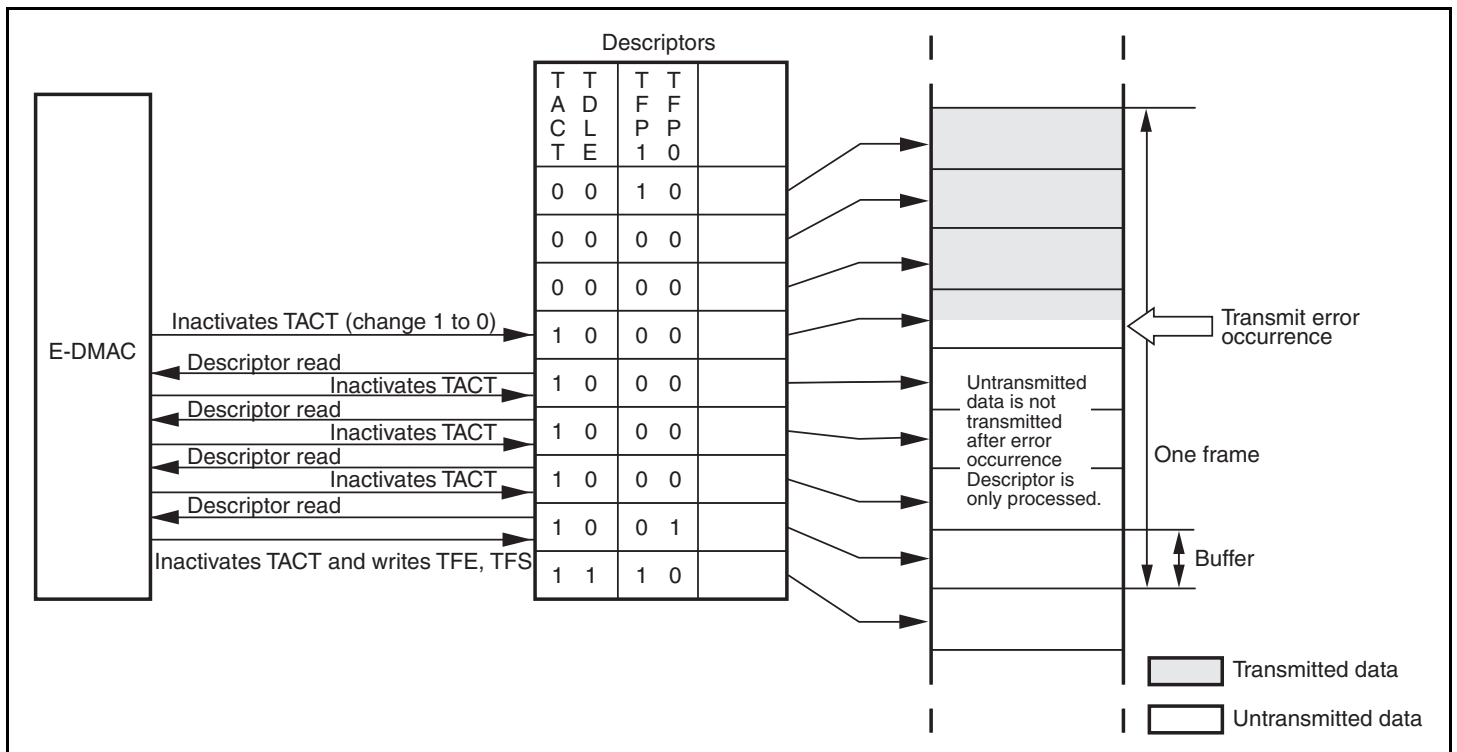 Descriptors
T T T T
A D F F
C L P P
T E 1 0
0 0 1 0
0 0 0 0
0 0 0 0
1 0 0 0
1 0 0 0
1 0 0 0
1 0 0 0
1 0 0 1
1 1 1 0
E-DMAC
Inactivates TACT (change 1 to 0)
Descriptor read
Inactivates TACT
Descriptor read
Inactivates TACT
Descriptor read
Inactivates TACT
Descriptor read
Inactivates TACT and writes TFE, TFS
Transmit error
occurrence
Untransmitted
data is not
transmitted
after error
occurrence
Descriptor is
only processed.
One frame
Buffer
Transmitted data
Untransmitted data